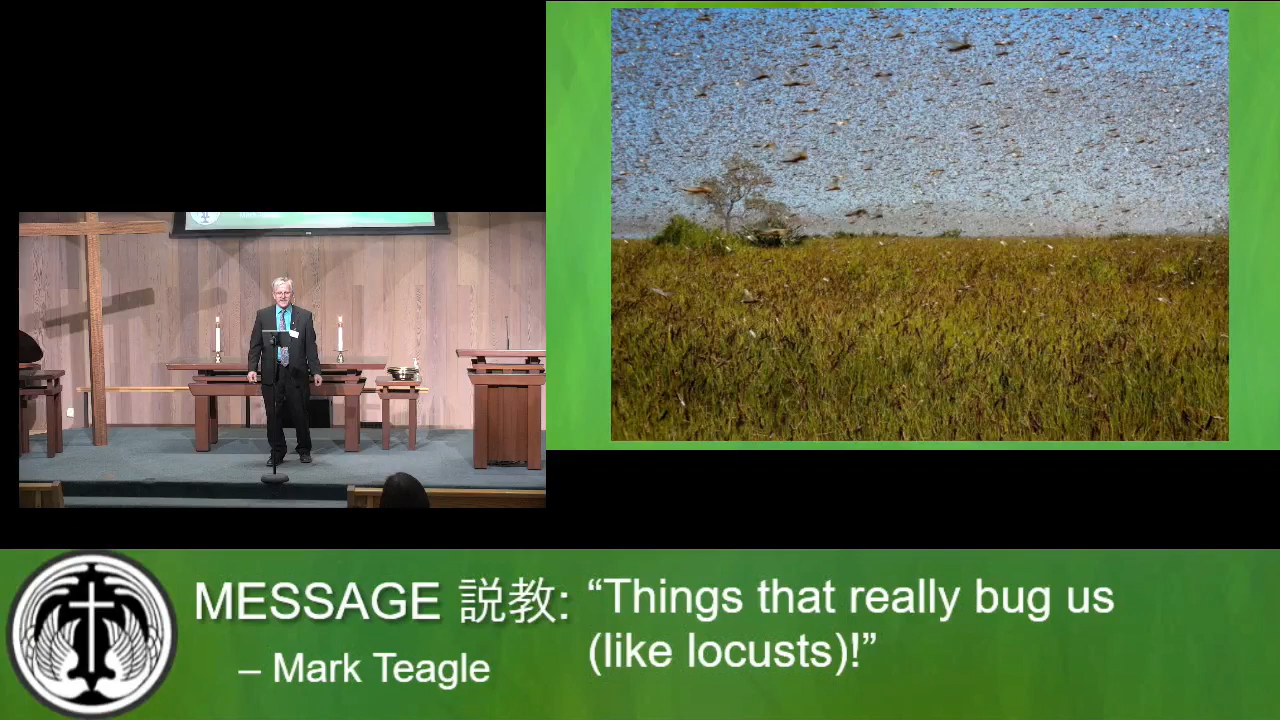 MESSAGE 説教: “Things that really bug us
(like locusts)!”
– Mark Teagle